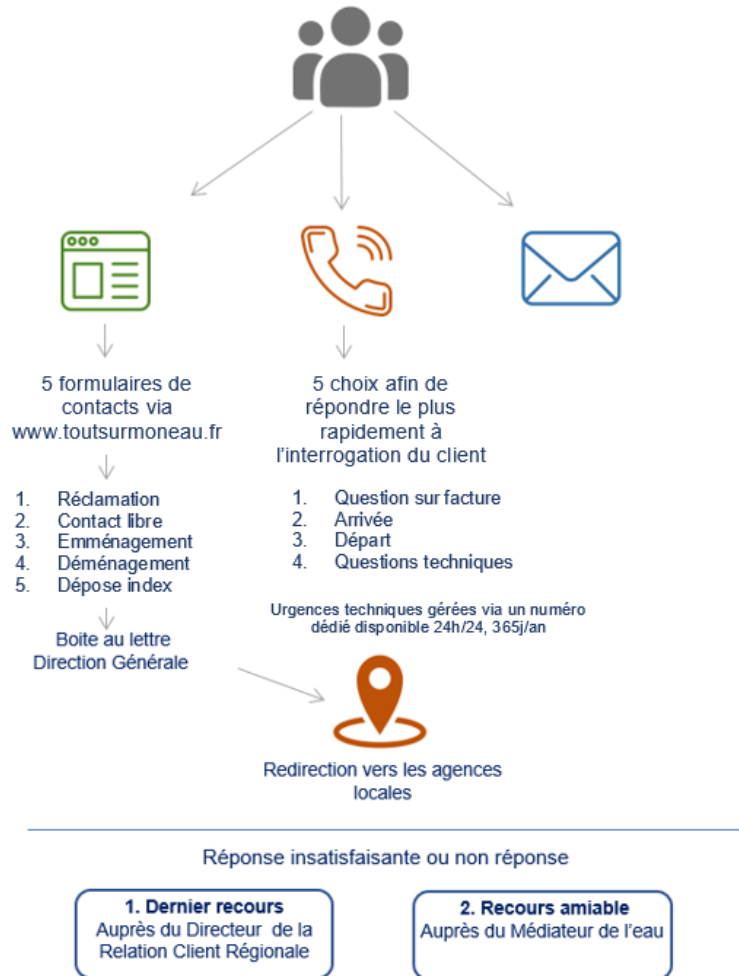 5 formulaires de
contacts via
www.toutsurmoneau.fr
1. Réclamation
2. Contact libre
3. Emménagement
4. Déménagement
5. Dépose index
Boite au lettre
Direction Générale
5 choix afin de
répondre le plus
rapidement à
l'interrogation du client
1. Question sur facture
2. Arrivée
3. Départ
4. Questions techniques
Urgences techniques gérées via un numéro
dédié disponible 24h/24, 365j/an
Redirection vers les agences
locales
Réponse insatisfaisante ou non réponse
1. Dernier recours
Auprès du Directeur de la
Relation Client Régionale
2. Recours amiable
Auprès du Médiateur de l'eau